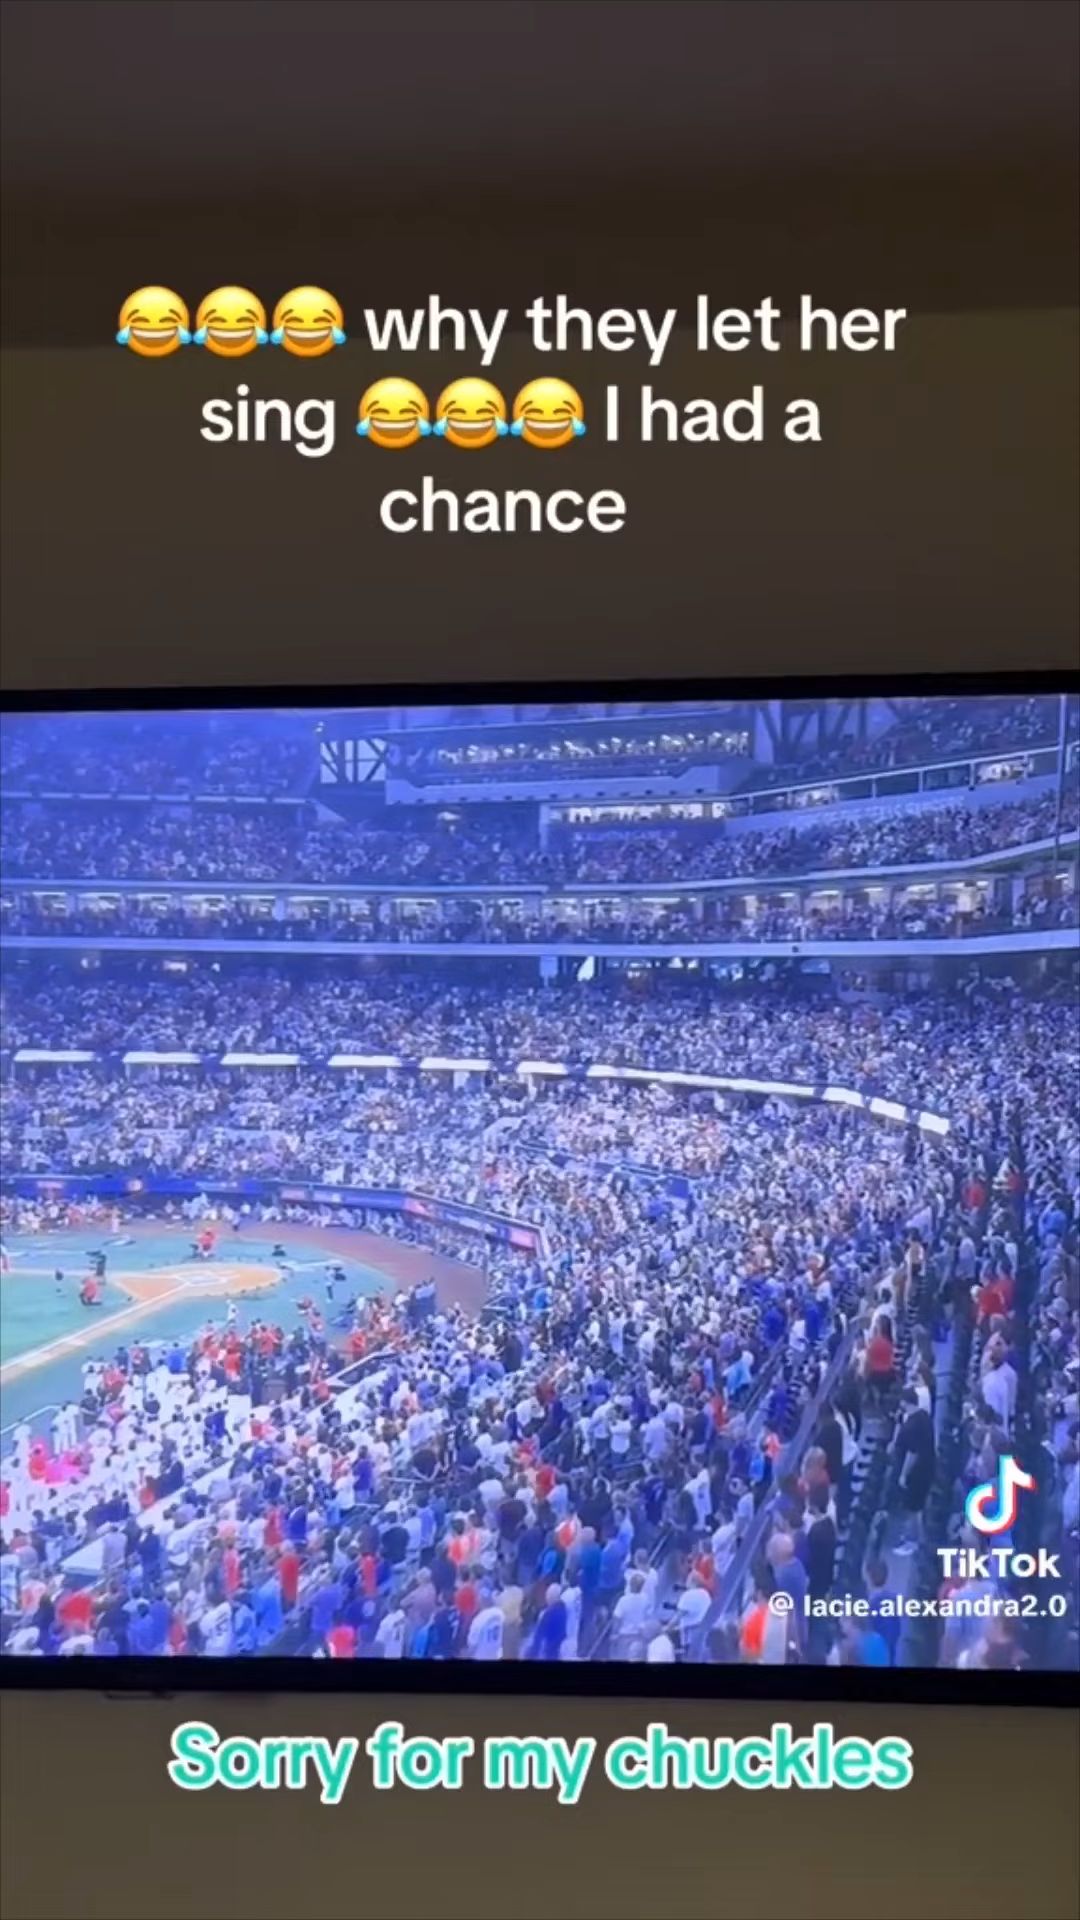 😂😂😂 why they let her
sing 😂😂😂 I had a
chance
TikTok
@ lacie.alexandra2.0
Sorry for my chuckles